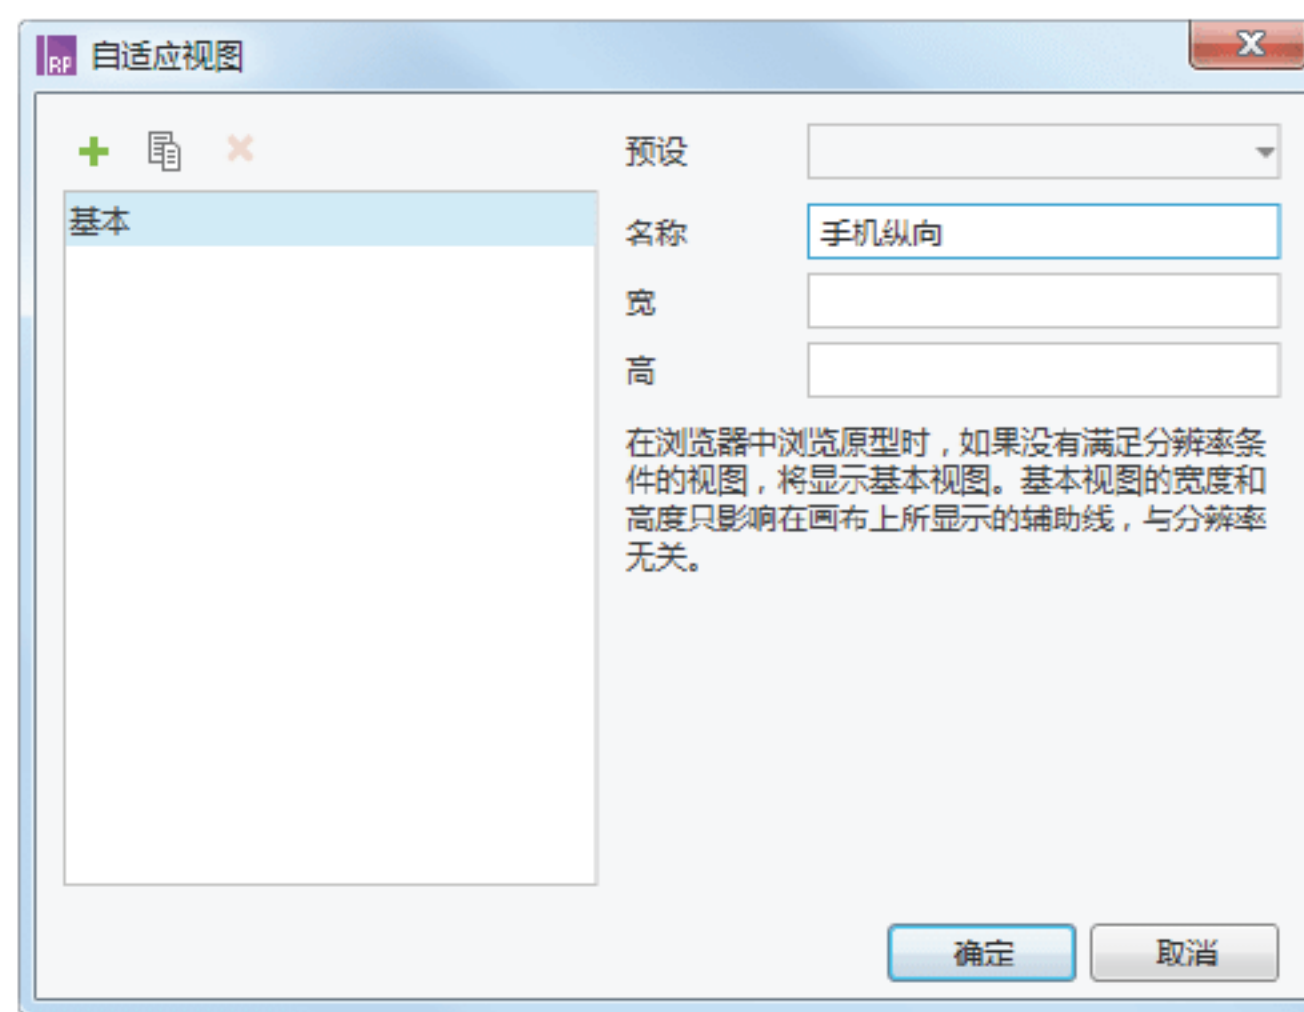 RP 自适应视图
预设
基本
名称 手机纵向
宽
高
在浏览器中浏览原型时，如果没有满足分辨率条
件的视图，将显示基本视图。基本视图的宽度和
高度只影响在画布上所显示的辅助线，与分辨率
无关。
确定 取消